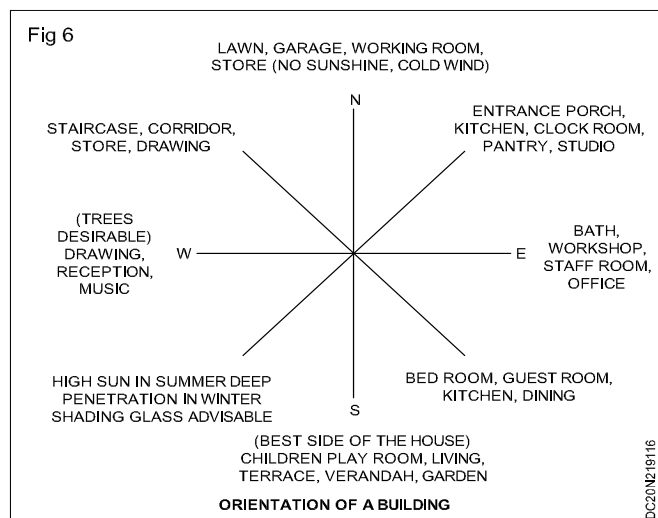 Fig 6
LAWN, GARAGE, WORKING ROOM,
STORE (NO SUNSHINE, COLD WIND)
N
STAIRCASE, CORRIDOR,
STORE, DRAWING
ENTRANCE PORCH,
KITCHEN, CLOCK ROOM,
PANTRY, STUDIO
(TREES
DESIRABLE)
DRAWING,
RECEPTION,
MUSIC
W
E
BATH,
WORKSHOP,
STAFF ROOM,
OFFICE
HIGH SUN IN SUMMER DEEP
PENETRATION IN WINTER
SHADING GLASS ADVISABLE
S
BED ROOM, GUEST ROOM,
KITCHEN, DINING
(BEST SIDE OF THE HOUSE)
CHILDREN PLAY ROOM, LIVING,
TERRACE, VERANDAH, GARDEN
ORIENTATION OF A BUILDING
DC20N219116